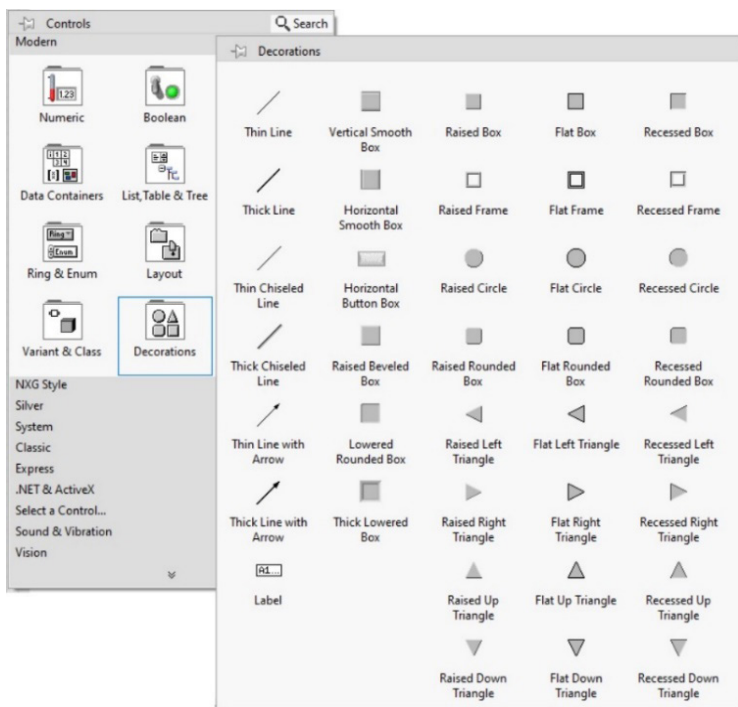 Controls
Search
Modern
1.23
Numeric
Boolean
Data Containers
List, Table & Tree
Ring
Enum
Ring & Enum
Layout
Variant & Class
Decorations
NXG Style
Silver
System
Classic
Express
.NET & ActiveX
Select a Control...
Sound & Vibration
Vision
Decorations
Thin Line
Vertical Smooth
Box
Raised Box
Flat Box
Recessed Box
Thick Line
Horizontal
Smooth Box
Raised Frame
Flat Frame
Recessed Frame
Thin Chiseled
Line
Horizontal
Button Box
Raised Circle
Flat Circle
Recessed Circle
Thick Chiseled
Line
Raised Beveled
Box
Raised Rounded
Box
Flat Rounded
Box
Recessed
Rounded Box
Thin Line with
Arrow
Lowered
Rounded Box
Raised Left
Triangle
Flat Left Triangle
Recessed Left
Triangle
Thick Line with
Arrow
Thick Lowered
Box
Raised Right
Triangle
Flat Right
Triangle
Recessed Right
Triangle
A1...
Label
Raised Up
Triangle
Flat Up Triangle
Recessed Up
Triangle
Raised Down
Triangle
Flat Down
Triangle
Recessed Down
Triangle